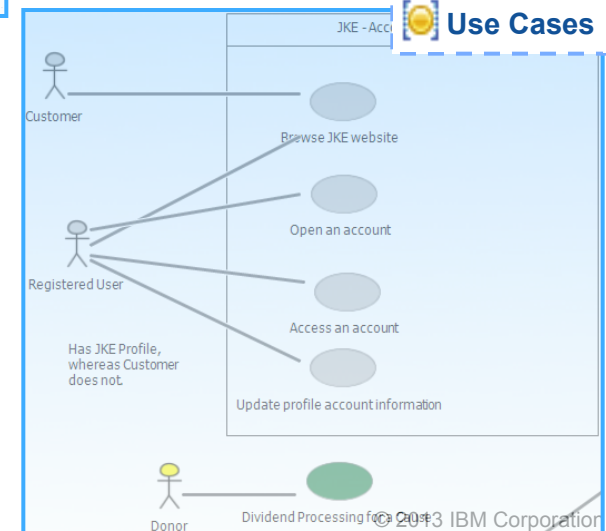 JKE - Acc
Use Cases
Customer
Browse JKE website
Open an account
Registered User
Access an account
Has JKE Profile,
whereas Customer
does not.
Update profile account information
Donor
Dividend Processing for a Cause
© 2013 IBM Corporation